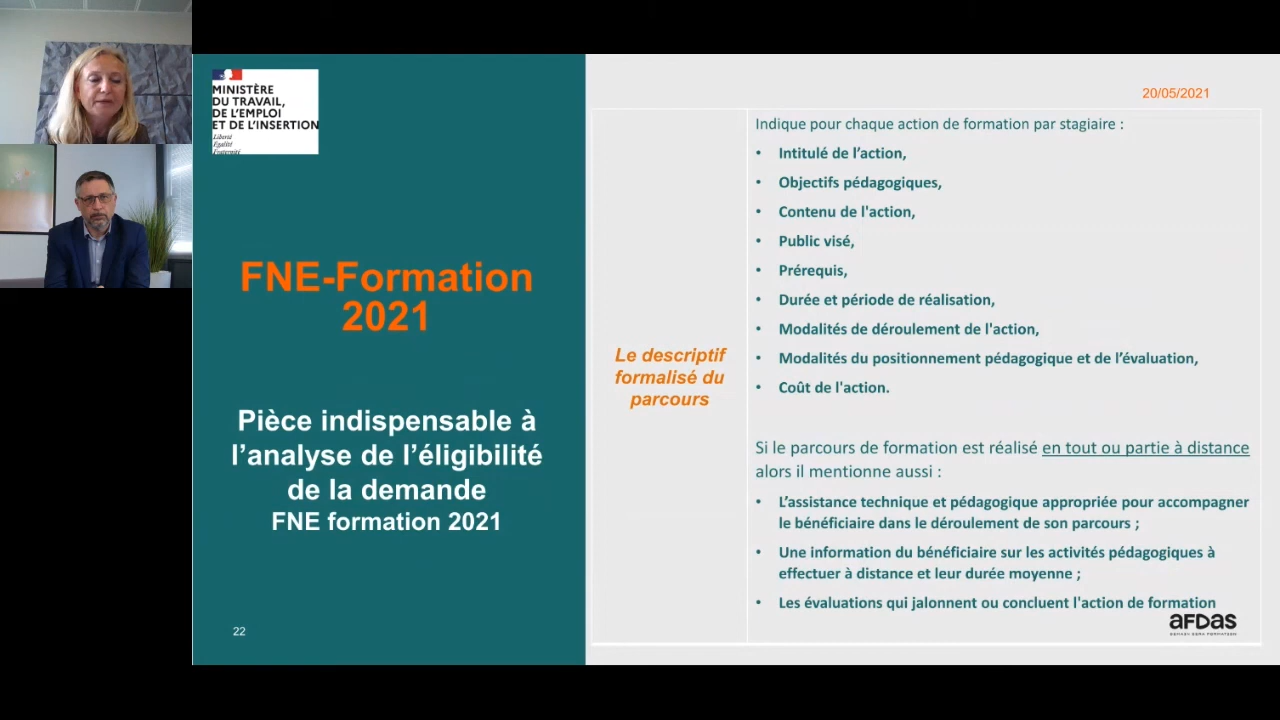 MINISTÈRE
DU TRAVAIL,
DE L'EMPLOI
ET DE L'INSERTION
Liberté
Égalité
Fraternité
FNE-Formation
2021
Pièce indispensable à
l'analyse de l'éligibilité
de la demande
FNE formation 2021
22
20/05/2021
Le descriptif
formalisé du
parcours
Indique pour chaque action de formation par stagiaire :
• Intitulé de l'action,
• Objectifs pédagogiques,
• Contenu de l'action,
• Public visé,
• Prérequis,
• Durée et période de réalisation,
• Modalités de déroulement de l'action,
• Modalités du positionnement pédagogique et de l'évaluation,
• Coût de l'action.
Si le parcours de formation est réalisé en tout ou partie à distance
alors il mentionne aussi :
• L'assistance technique et pédagogique appropriée pour accompagner
le bénéficiaire dans le déroulement de son parcours ;
• Une information du bénéficiaire sur les activités pédagogiques à
effectuer à distance et leur durée moyenne ;
• Les évaluations qui jalonnent ou concluent l'action de formation
aFDas